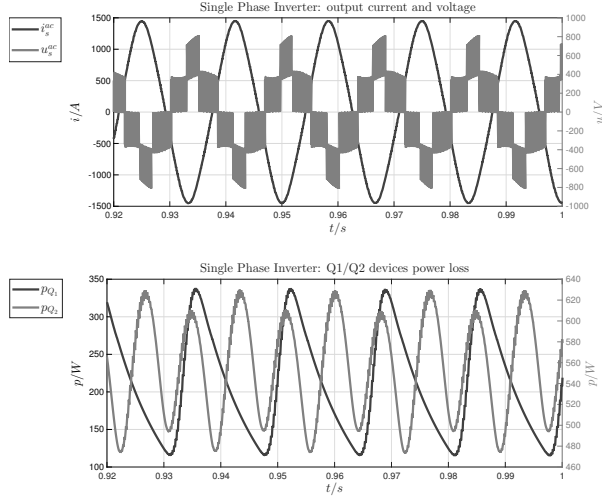 Single Phase Inverter: output current and voltage
i_s^{ac}
u_s^{ac}
1500
1000
500
0
-500
-1000
-1500
i/A
1000
800
600
400
200
0
-200
-400
-600
-800
-1000
u/V
0.92 0.93 0.94 0.95 0.96 0.97 0.98 0.99 1
t/s
Single Phase Inverter: Q1/Q2 devices power loss
p_{Q_1}
p_{Q_2}
350
300
250
200
150
100
p/W
640
620
600
580
560
540
520
500
480
460
p/W
0.92 0.93 0.94 0.95 0.96 0.97 0.98 0.99 1
t/s